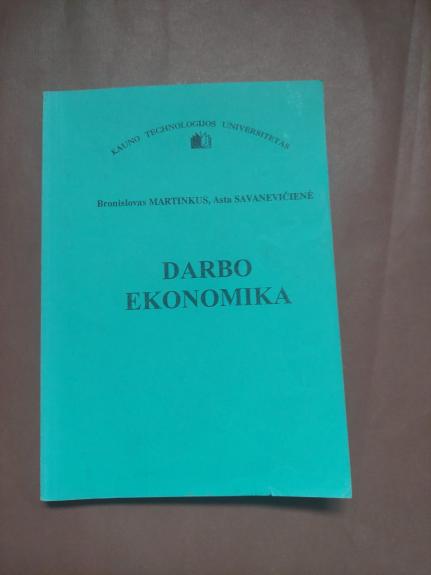 KAUNO TECHNOLOGIJOS UNIVERSITETAS
Bronislovas MARTINKUS, Asta SAVANEVIČIENĖ
DARBO
EKONOMIKA